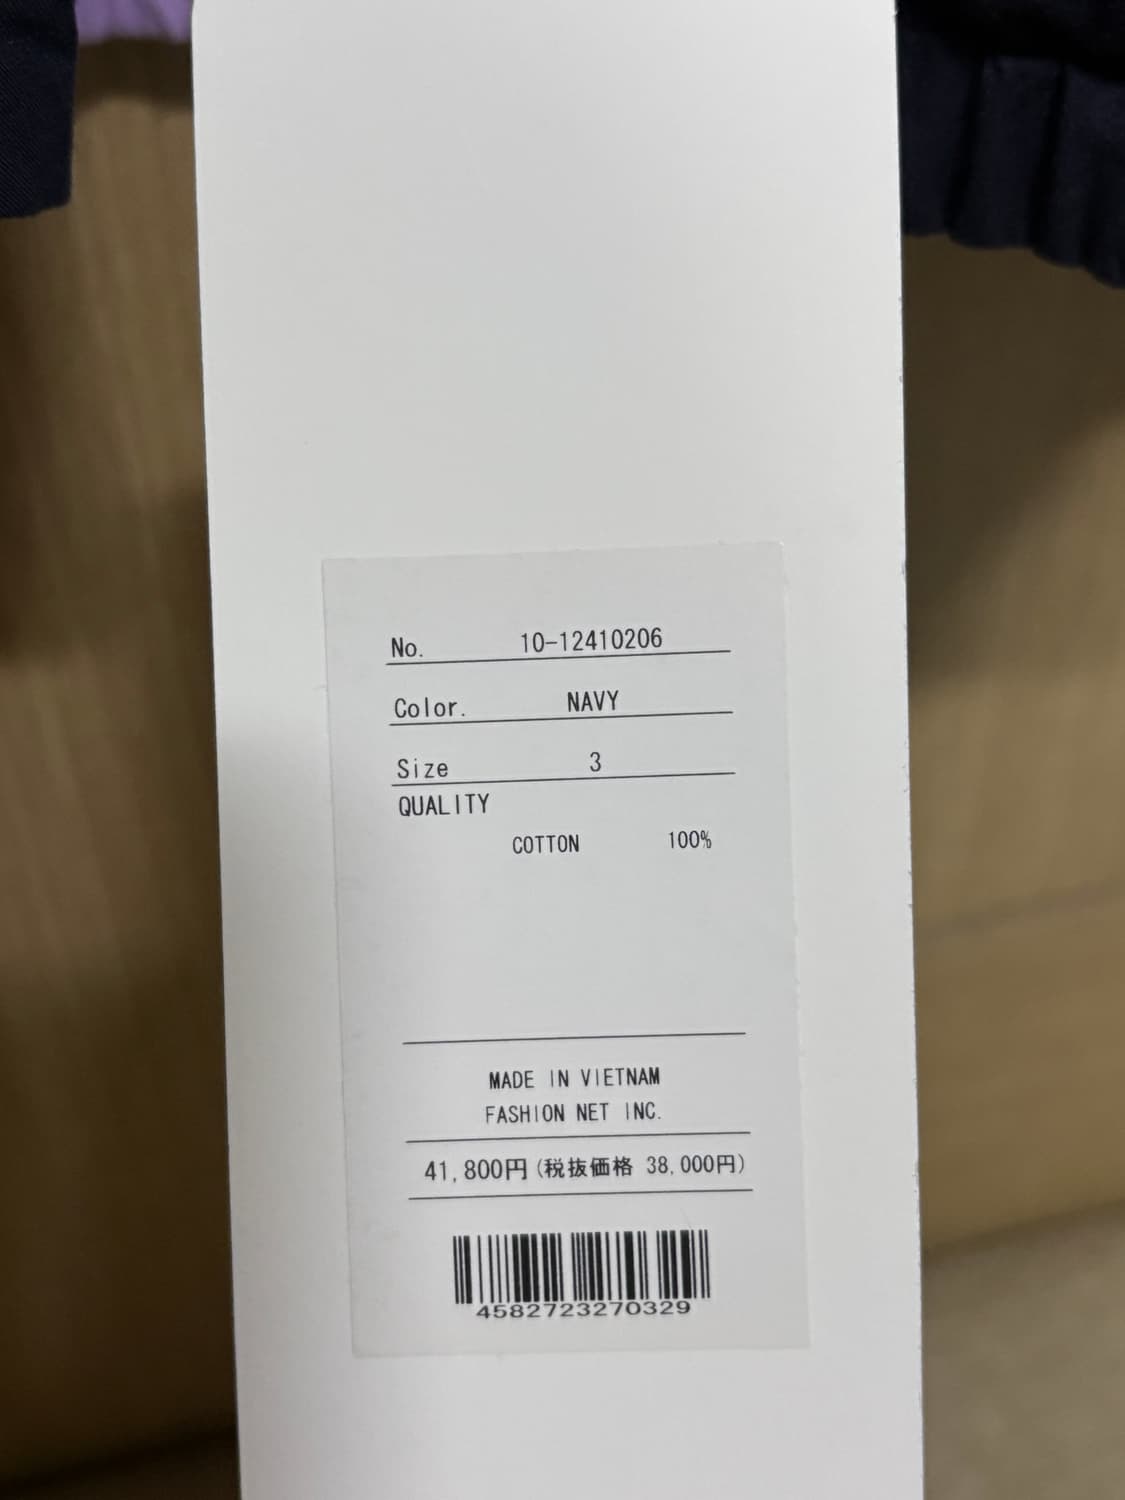 No. 10-12410206
Color. NAVY
Size 3
QUALITY
COTTON 100%
MADE IN VIETNAM
FASHION NET INC.
41,800円(税抜価格 38,000円)
4582723270329